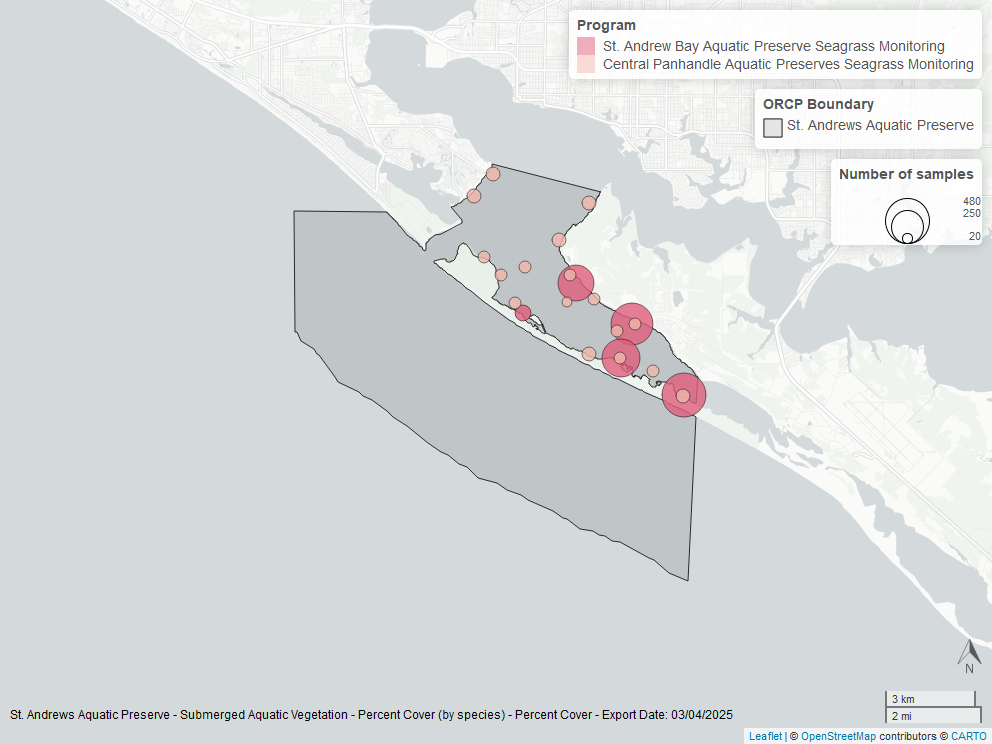 Program
St. Andrew Bay Aquatic Preserve Seagrass Monitoring
Central Panhandle Aquatic Preserves Seagrass Monitoring
ORCP Boundary
St. Andrews Aquatic Preserve
Number of samples
480
250
20
N
3 km
2 mi
St. Andrews Aquatic Preserve - Submerged Aquatic Vegetation - Percent Cover (by species) - Percent Cover - Export Date: 03/04/2025
Leaflet | © OpenStreetMap contributors © CARTO